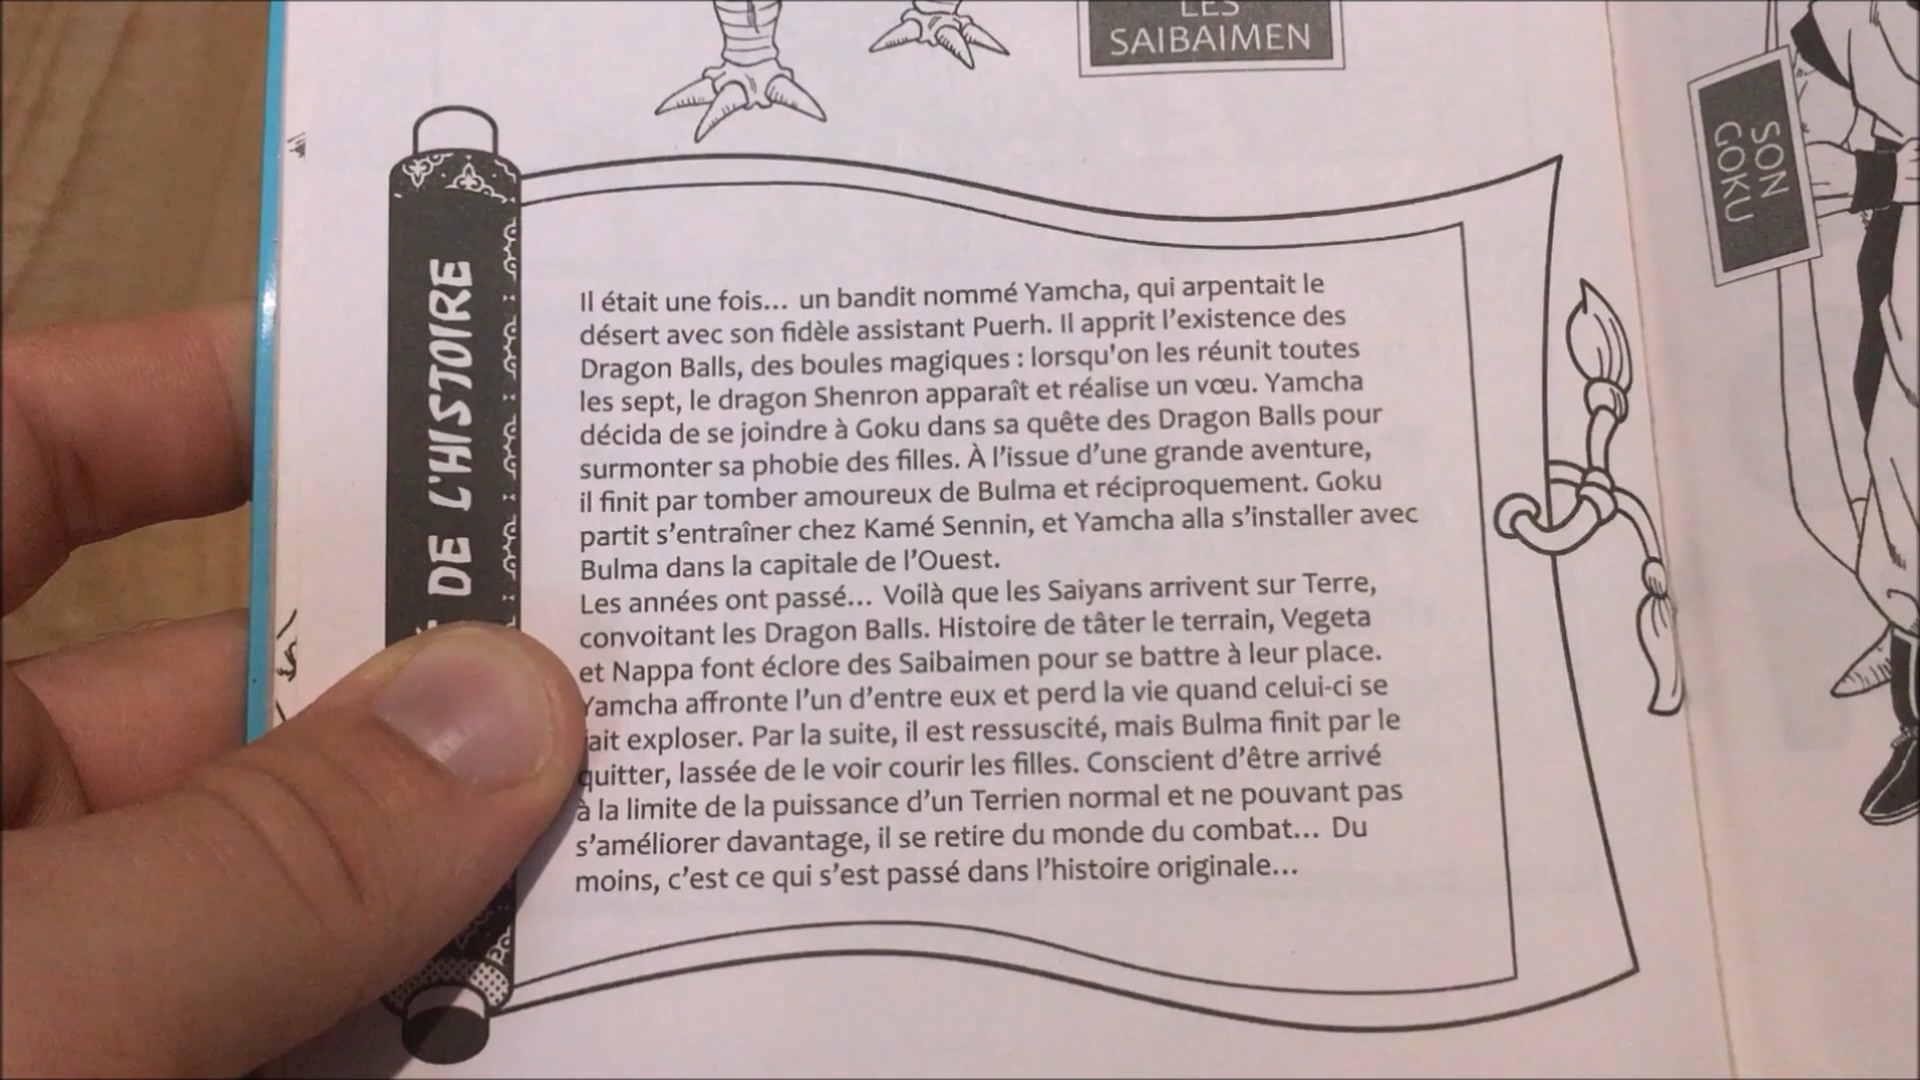 LES
SAIBAIMEN
SON
GOKU
DE L'HISTOIRE
Il était une fois... un bandit nommé Yamcha, qui arpentait le
désert avec son fidèle assistant Puerh. Il apprit l'existence des
Dragon Balls, des boules magiques : lorsqu'on les réunit toutes
les sept, le dragon Shenron apparaît et réalise un vœu. Yamcha
décida de se joindre à Goku dans sa quête des Dragon Balls pour
surmonter sa phobie des filles. À l'issue d'une grande aventure,
il finit par tomber amoureux de Bulma et réciproquement. Goku
partit s'entraîner chez Kamé Sennin, et Yamcha alla s'installer avec
Bulma dans la capitale de l'Ouest.
Les années ont passé... Voilà que les Saiyans arrivent sur Terre,
convoitant les Dragon Balls. Histoire de tâter le terrain, Vegeta
et Nappa font éclore des Saibaimen pour se battre à leur place.
Yamcha affronte l'un d'entre eux et perd la vie quand celui-ci se
fait exploser. Par la suite, il est ressuscité, mais Bulma finit par le
quitter, lassée de le voir courir les filles. Conscient d'être arrivé
à la limite de la puissance d'un Terrien normal et ne pouvant pas
s'améliorer davantage, il se retire du monde du combat... Du
moins, c'est ce qui s'est passé dans l'histoire originale...